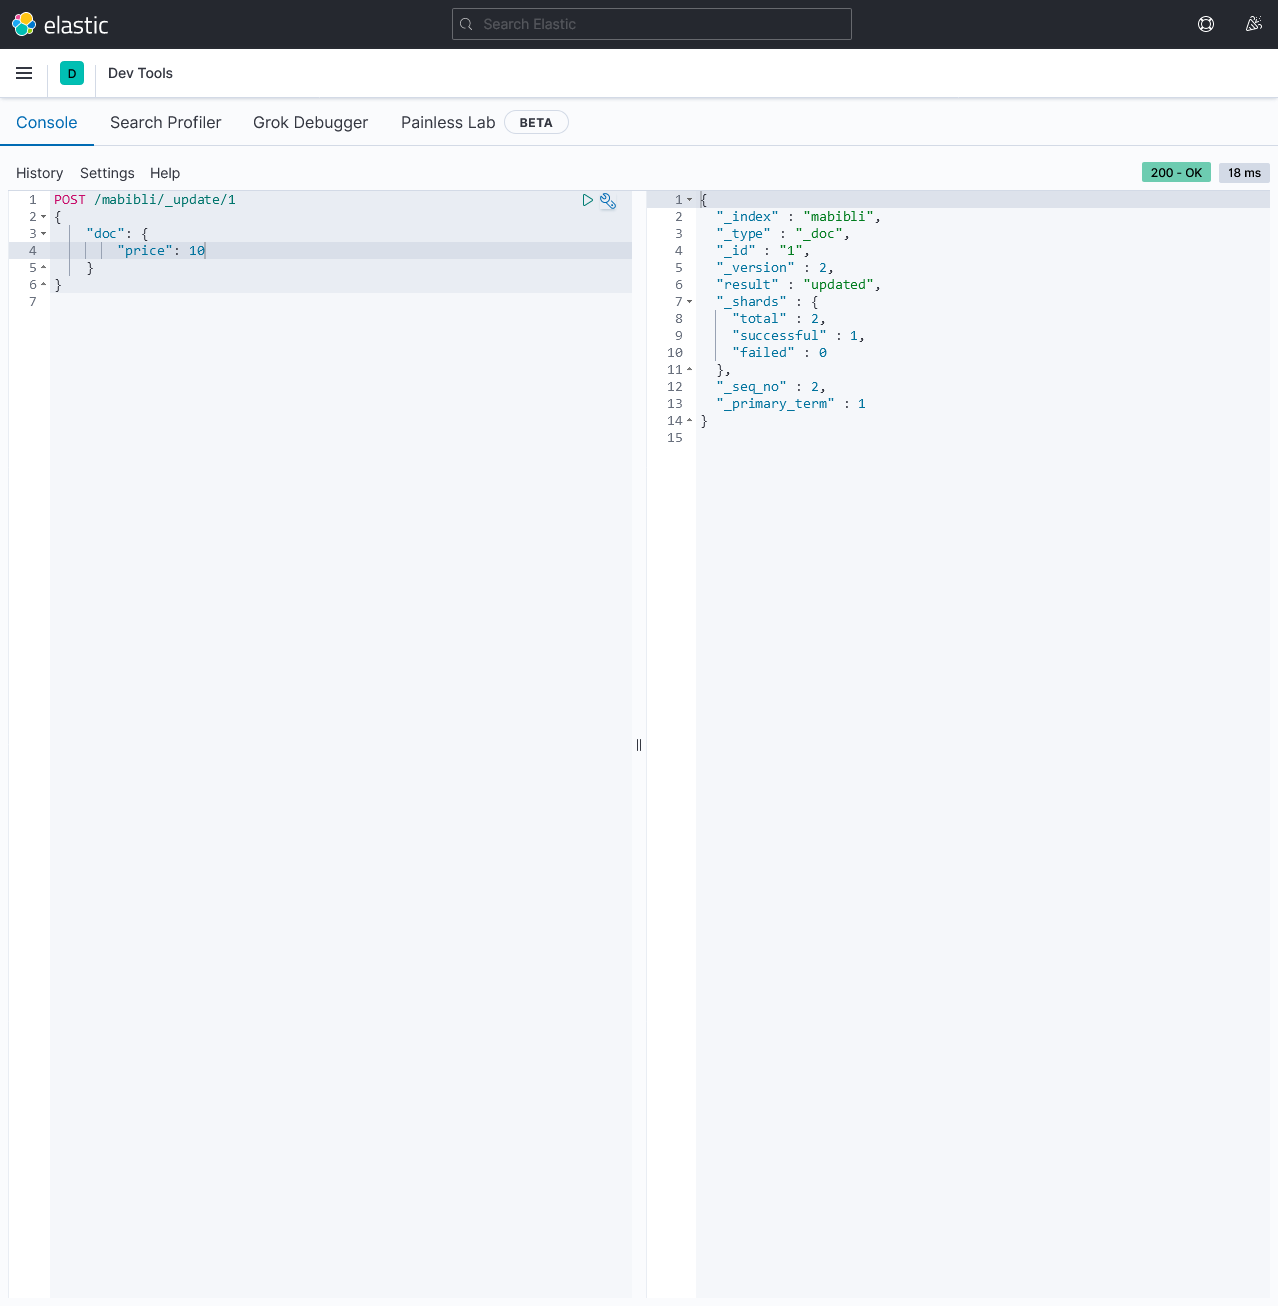 elastic
Search Elastic
D
Dev Tools
Console Search Profiler Grok Debugger Painless Lab BETA
History Settings Help
200 - OK 18 ms
1 POST /mabibli/_update/1
2 {
3 "doc": {
4 "price": 10
5 }
6 }
7
1 {
2 "_index" : "mabibli",
3 "_type" : "_doc",
4 "_id" : "1",
5 "_version" : 2,
6 "result" : "updated",
7 "_shards" : {
8 "total" : 2,
9 "successful" : 1,
10 "failed" : 0
11 },
12 "_seq_no" : 2,
13 "_primary_term" : 1
14 }
15